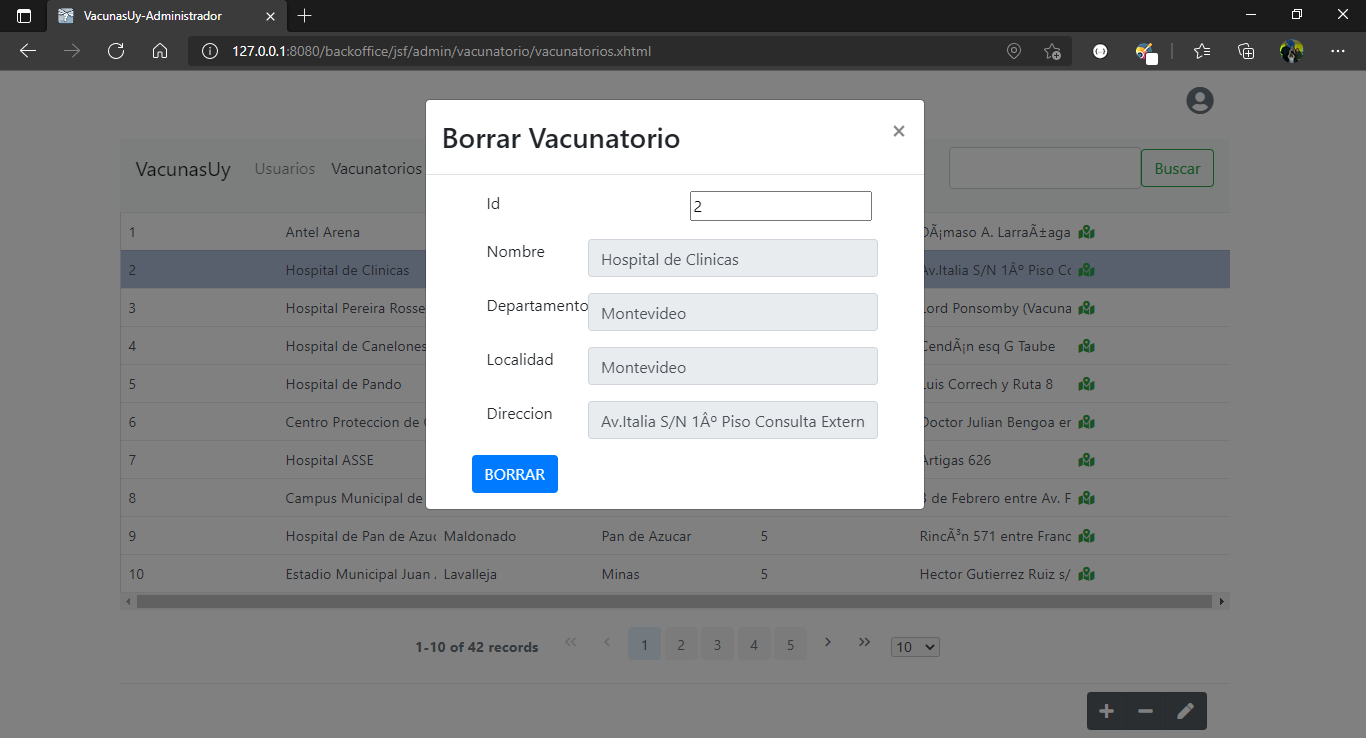 VacunasUy-Administrador
127.0.0.1:8080/backoffice/jsf/admin/vacunatorio/vacunatorios.xhtml
Borrar Vacunatorio ×
VacunasUy Usuarios Vacunatorios Buscar
Id 2
Nombre Hospital de Clinicas
Departamento Montevideo
Localidad Montevideo
Direccion Av.Italia S/N 1Âº Piso Consulta Extern
BORRAR
1 Antel Arena DÃ¡maso A. LarraÃ±aga
2 Hospital de Clinicas Av.Italia S/N 1Âº Piso Cc
3 Hospital Pereira Rosse Lord Ponsomby (Vacuna
4 Hospital de Canelones CendÃ¡n esq G Taube
5 Hospital de Pando Luis Correch y Ruta 8
6 Centro Proteccion de Doctor Julian Bengoa er
7 Hospital ASSE Artigas 626
8 Campus Municipal de 3 de Febrero entre Av. F
9 Hospital de Pan de Azuc Maldonado Pan de Azucar 5 RincÃ³n 571 entre Franc
10 Estadio Municipal Juan . Lavalleja Minas 5 Hector Gutierrez Ruiz s/
1-10 of 42 records 1 2 3 4 5 10